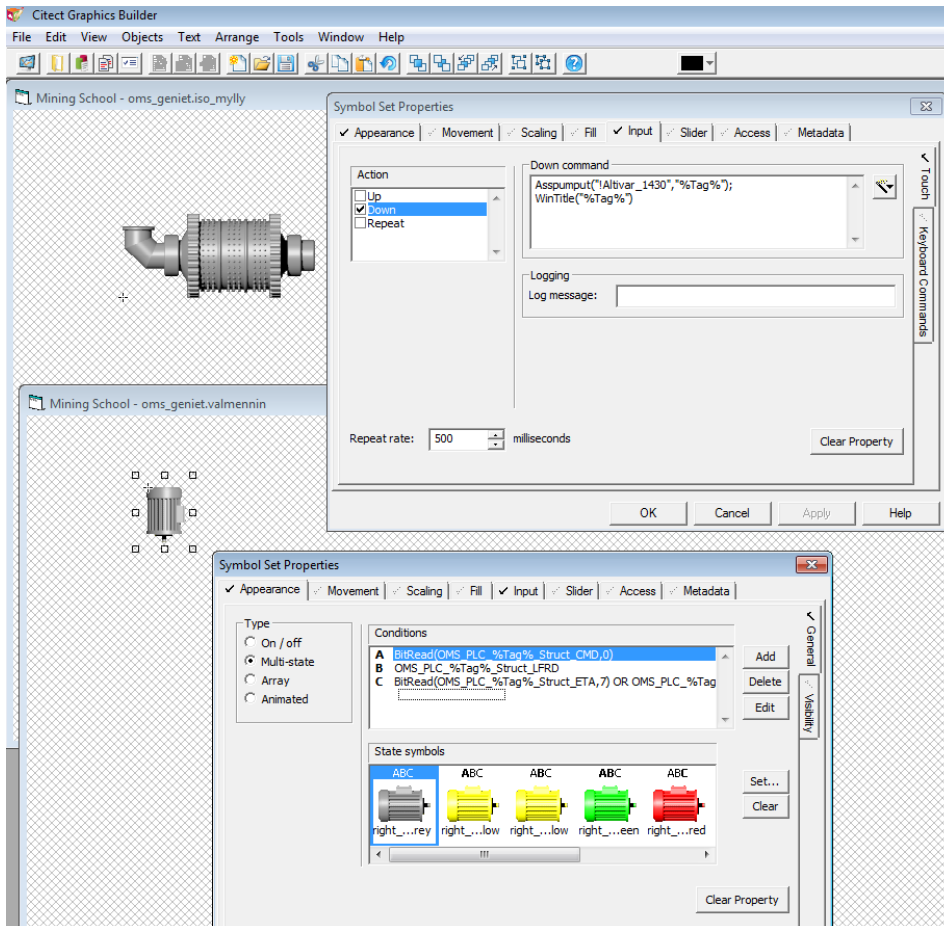 Citect Graphics Builder
File Edit View Objects Text Arrange Tools Window Help
Mining School - oms_geniet.iso_mylly
Symbol Set Properties
Appearance Movement Scaling Fill Input Slider Access Metadata
Action
Up
Down
Repeat
Down command
Asspumput("!Altivar_1430","%Tag%");
WinTitle("%Tag%")
Logging
Log message:
Touch
Keyboard Commands
Repeat rate: 500 milliseconds
Clear Property
OK Cancel Apply Help
Mining School - oms_geniet.valmennin
Symbol Set Properties
Appearance Movement Scaling Fill Input Slider Access Metadata
Type
On / off
Multi-state
Array
Animated
Conditions
A BitRead(OMS_PLC_%Tag%_Struct_CMD,0)
B OMS_PLC_%Tag%_Struct_LFRD
C BitRead(OMS_PLC_%Tag%_Struct_ETA,7) OR OMS_PLC_%Tag
Add
Delete
Edit
General
Visibility
State symbols
ABC ABC ABC ABC ABC
right_...rey right_...low right_...low right_...een right_...red
Set...
Clear
Clear Property